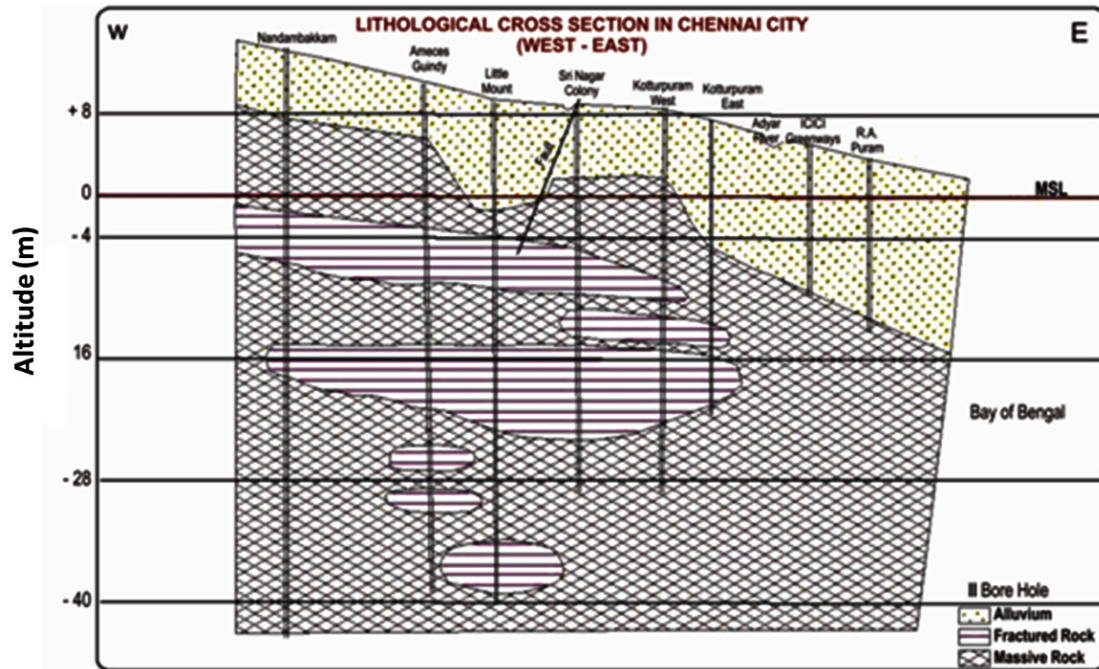 LITHOLOGICAL CROSS SECTION IN CHENNAI CITY
(WEST - EAST)
W
E
Nandambakkam
Ameces
Guindy
Little
Mount
Sri Nagar
Colony
Kotturpuram
West
Kotturpuram
East
Adyar
River
ICICI
Greenways
R.A.
Puram
Altitude (m)
+ 8
0
- 4
16
- 28
- 40
MSL
Bay of Bengal
Bore Hole
Alluvium
Fractured Rock
Massive Rock